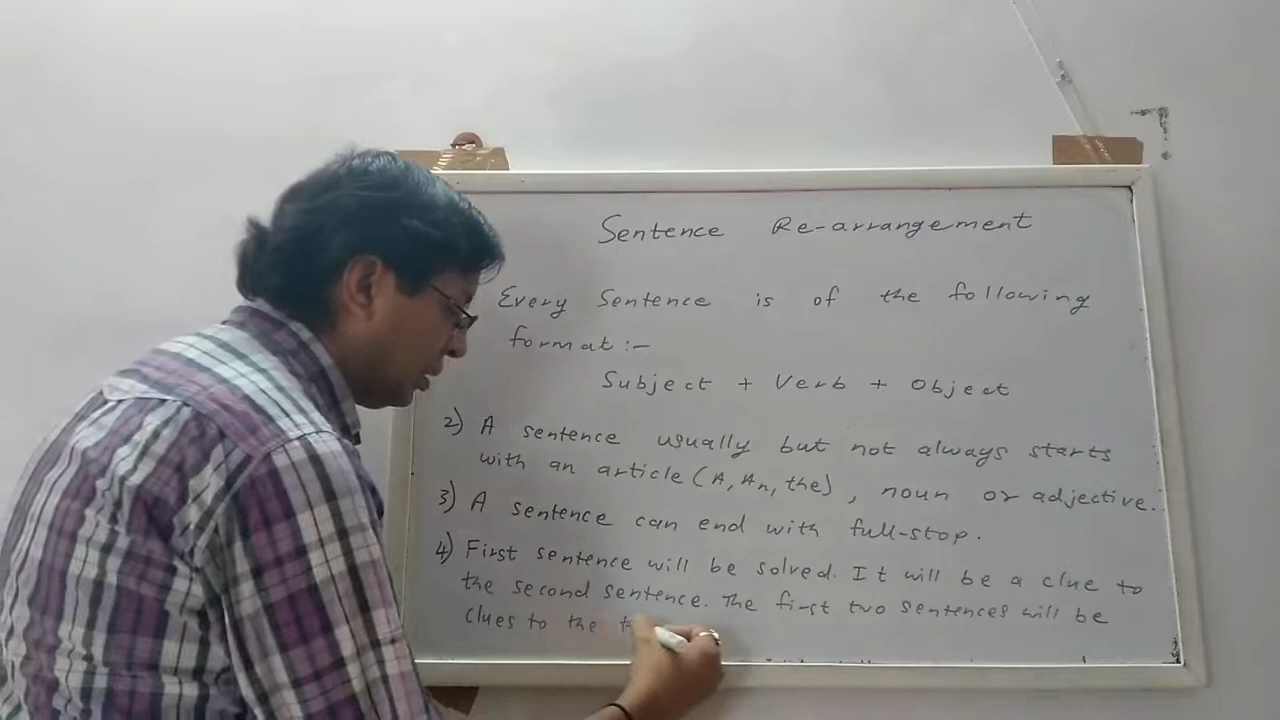 Sentence Re-arrangement
Every Sentence is of the following
format :-
Subject + Verb + Object
2) A sentence usually but not always starts
with an article (A, An, the), noun or adjective.
3) A sentence can end with full-stop.
4) First sentence will be solved. It will be a clue to
the second sentence. The first two sentences will be
clues to the t